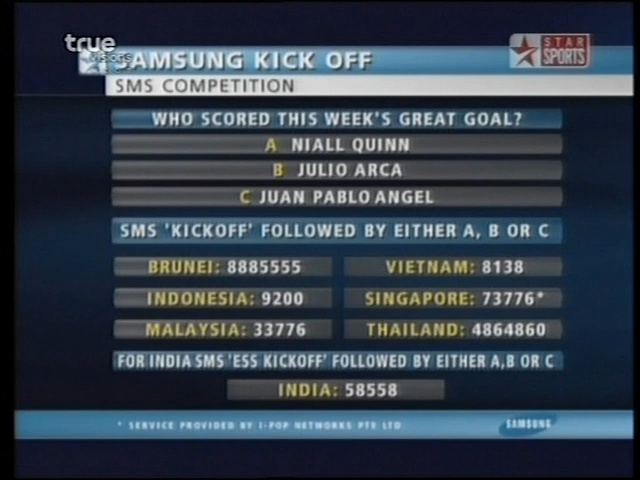 true
visions
STAR
SPORTS
SAMSUNG KICK OFF
SMS COMPETITION
WHO SCORED THIS WEEK'S GREAT GOAL?
A NIALL QUINN
B JULIO ARCA
C JUAN PABLO ANGEL
SMS 'KICKOFF' FOLLOWED BY EITHER A, B OR C
BRUNEI: 8885555 VIETNAM: 8138
INDONESIA: 9200 SINGAPORE: 73776*
MALAYSIA: 33776 THAILAND: 4864860
FOR INDIA SMS 'ESS KICKOFF' FOLLOWED BY EITHER A,B OR C
INDIA: 58558
* SERVICE PROVIDED BY I-POP NETWORKS PTE LTD
SAMSUNG